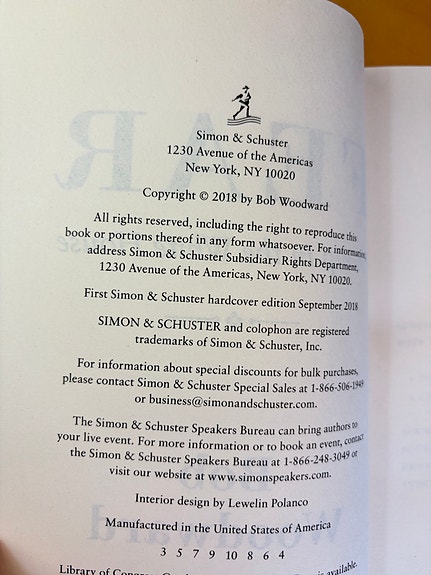 Simon & Schuster
1230 Avenue of the Americas
New York, NY 10020
Copyright © 2018 by Bob Woodward
All rights reserved, including the right to reproduce this
book or portions thereof in any form whatsoever. For information,
address Simon & Schuster Subsidiary Rights Department,
1230 Avenue of the Americas, New York, NY 10020.
First Simon & Schuster hardcover edition September 2018
SIMON & SCHUSTER and colophon are registered
trademarks of Simon & Schuster, Inc.
For information about special discounts for bulk purchases,
please contact Simon & Schuster Special Sales at 1-866-506-1949
or business@simonandschuster.com.
The Simon & Schuster Speakers Bureau can bring authors to
your live event. For more information or to book an event, contact
the Simon & Schuster Speakers Bureau at 1-866-248-3049 or
visit our website at www.simonspeakers.com.
Interior design by Lewelin Polanco
Manufactured in the United States of America
3 5 7 9 10 8 6 4
Library of is available.